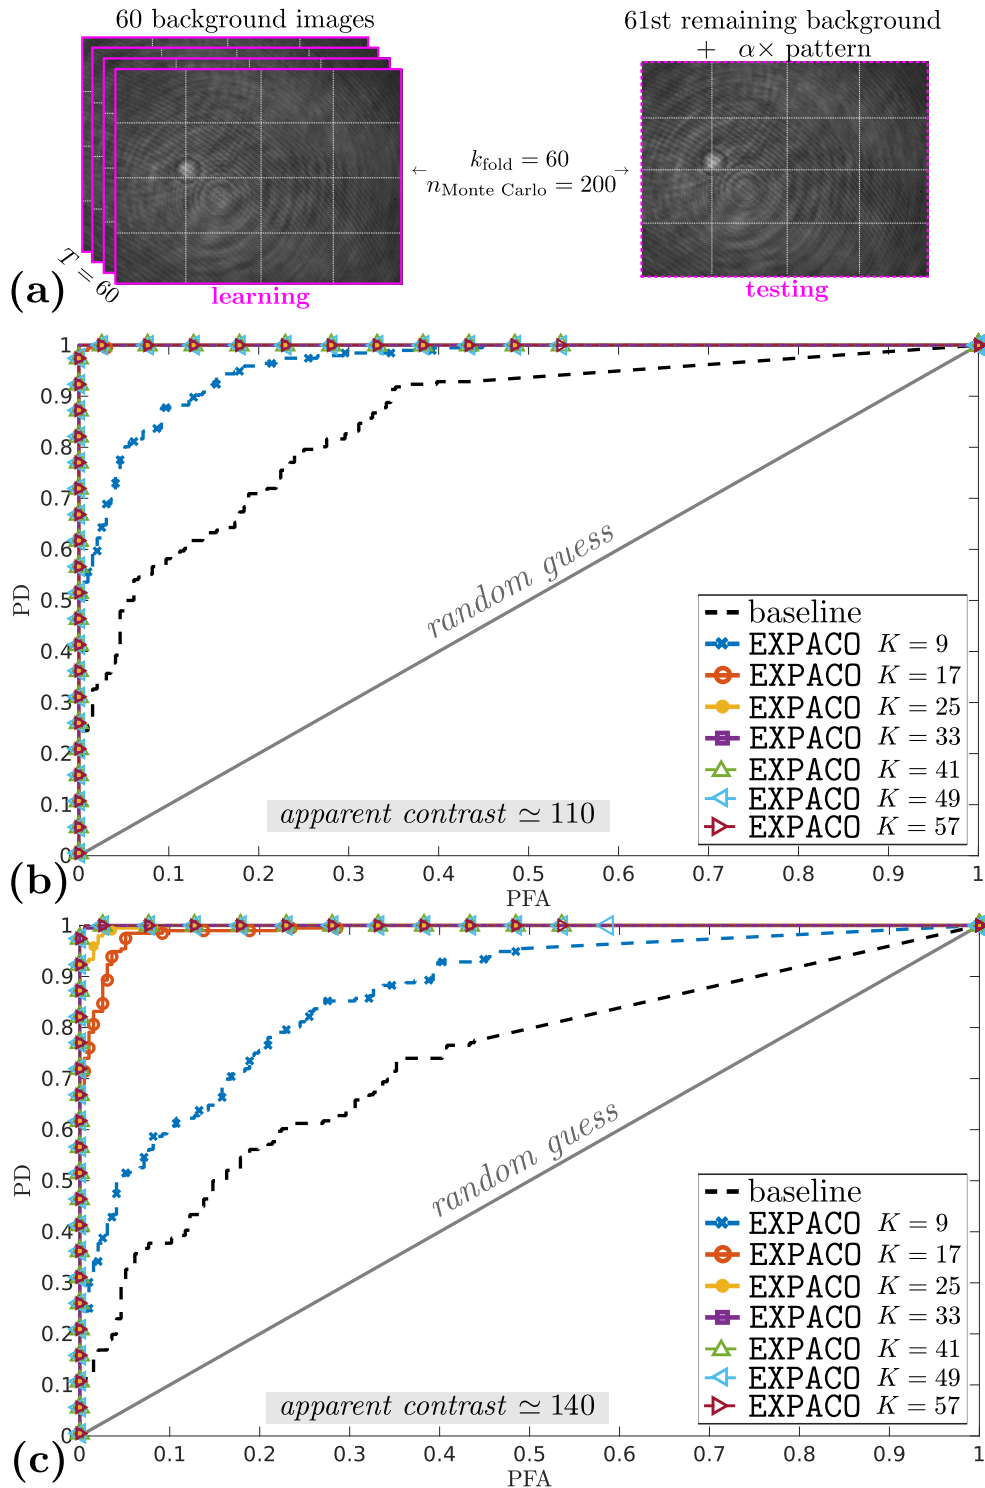 60 background images
61st remaining background
+ α× pattern
k_fold = 60
n_Monte Carlo = 200
T = 60
learning
testing
(a)
1
0.9
0.8
0.7
0.6
0.5
0.4
0.3
0.2
0.1
0
PD
random guess
apparent contrast ≃ 110
baseline
EXPACO K = 9
EXPACO K = 17
EXPACO K = 25
EXPACO K = 33
EXPACO K = 41
EXPACO K = 49
EXPACO K = 57
0 0.1 0.2 0.3 0.4 0.5 0.6 0.7 0.8 0.9 1
PFA
(b)
1
0.9
0.8
0.7
0.6
0.5
0.4
0.3
0.2
0.1
0
PD
random guess
apparent contrast ≃ 140
baseline
EXPACO K = 9
EXPACO K = 17
EXPACO K = 25
EXPACO K = 33
EXPACO K = 41
EXPACO K = 49
EXPACO K = 57
0 0.1 0.2 0.3 0.4 0.5 0.6 0.7 0.8 0.9 1
PFA
(c)